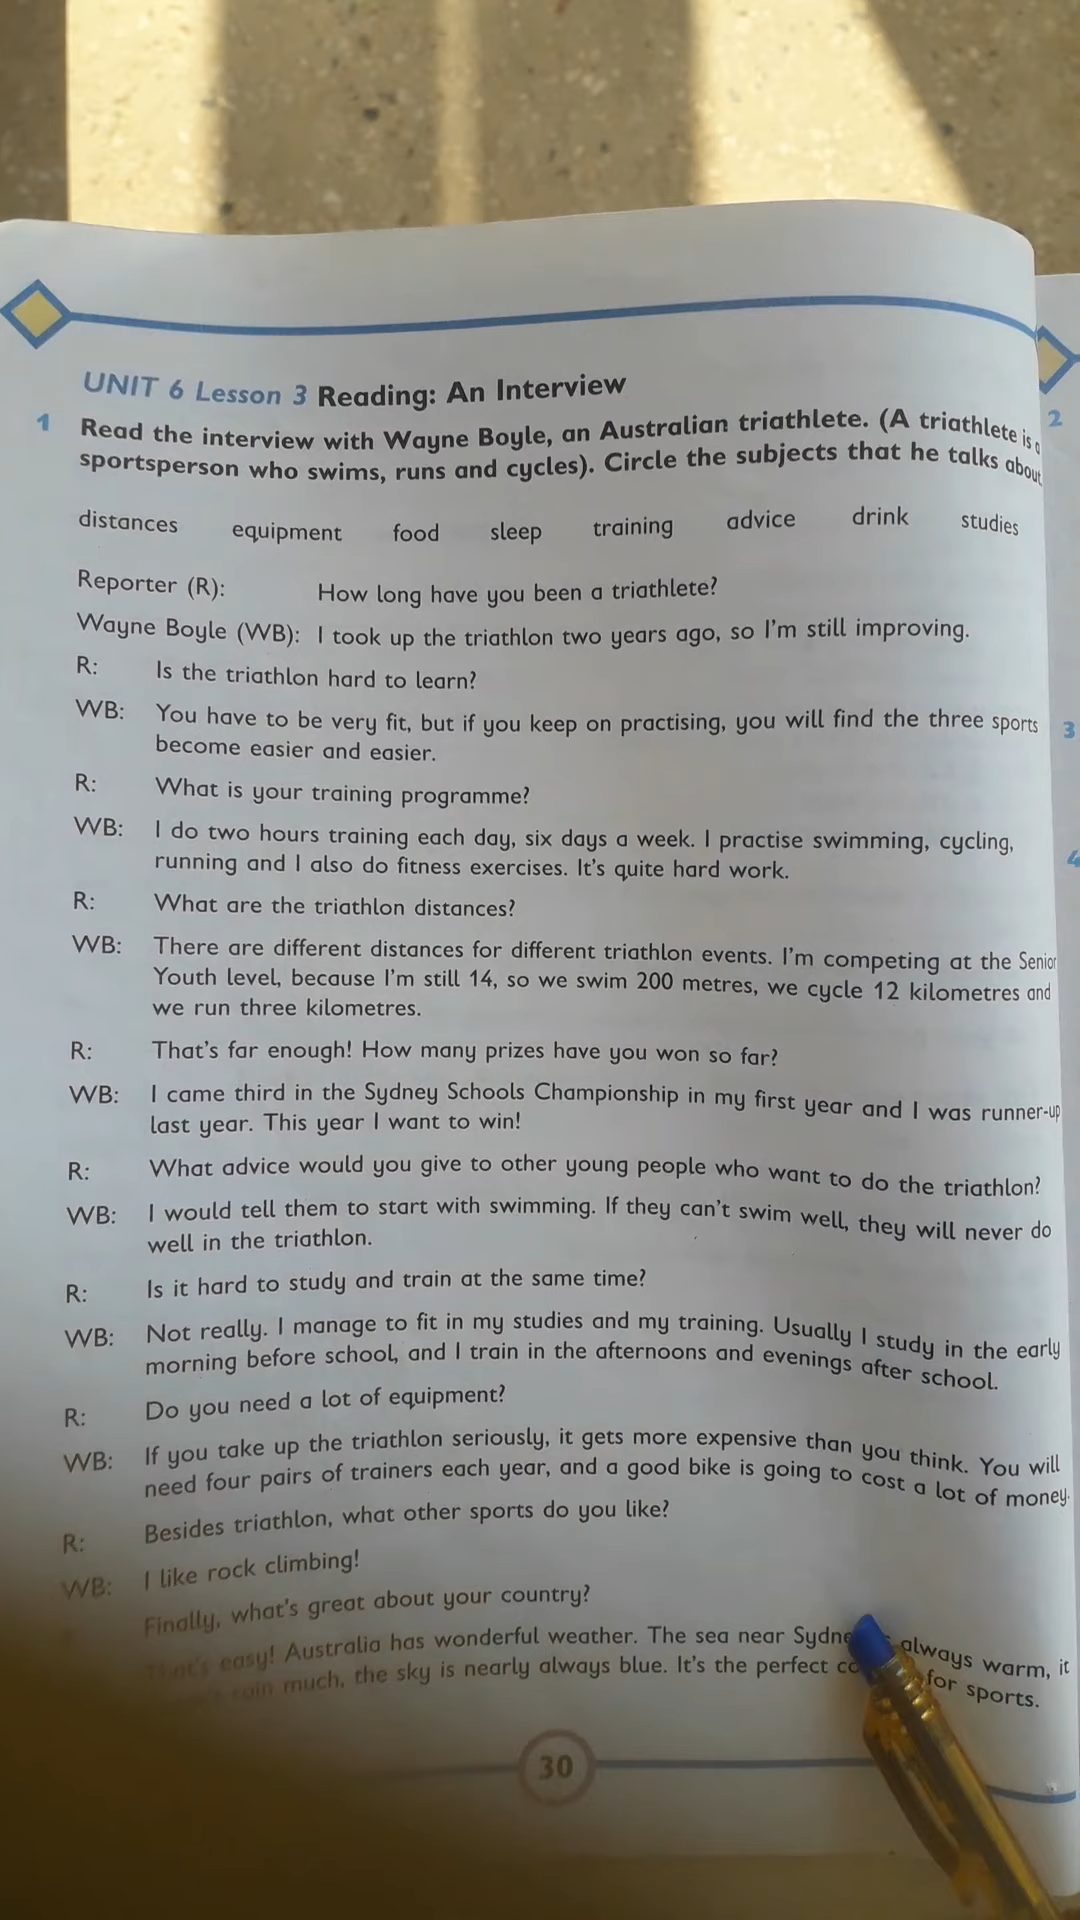 UNIT 6 Lesson 3 Reading: An Interview
1 Read the interview with Wayne Boyle, an Australian triathlete. (A triathlete is a
sportsperson who swims, runs and cycles). Circle the subjects that he talks about
distances equipment food sleep training advice drink studies
Reporter (R): How long have you been a triathlete?
Wayne Boyle (WB): I took up the triathlon two years ago, so I'm still improving.
R: Is the triathlon hard to learn?
WB: You have to be very fit, but if you keep on practising, you will find the three sports
become easier and easier.
R: What is your training programme?
WB: I do two hours training each day, six days a week. I practise swimming, cycling,
running and I also do fitness exercises. It's quite hard work.
R: What are the triathlon distances?
WB: There are different distances for different triathlon events. I'm competing at the Senior
Youth level, because I'm still 14, so we swim 200 metres, we cycle 12 kilometres and
we run three kilometres.
R: That's far enough! How many prizes have you won so far?
WB: I came third in the Sydney Schools Championship in my first year and I was runner-up
last year. This year I want to win!
R: What advice would you give to other young people who want to do the triathlon?
WB: I would tell them to start with swimming. If they can't swim well, they will never do
well in the triathlon.
R: Is it hard to study and train at the same time?
WB: Not really. I manage to fit in my studies and my training. Usually I study in the early
morning before school, and I train in the afternoons and evenings after school.
R: Do you need a lot of equipment?
WB: If you take up the triathlon seriously, it gets more expensive than you think. You will
need four pairs of trainers each year, and a good bike is going to cost a lot of money.
R: Besides triathlon, what other sports do you like?
WB: I like rock climbing!
Finally, what's great about your country?
That's easy! Australia has wonderful weather. The sea near always warm, it
rain much, the sky is nearly always blue. It's the perfect for sports.
30
2
3
4